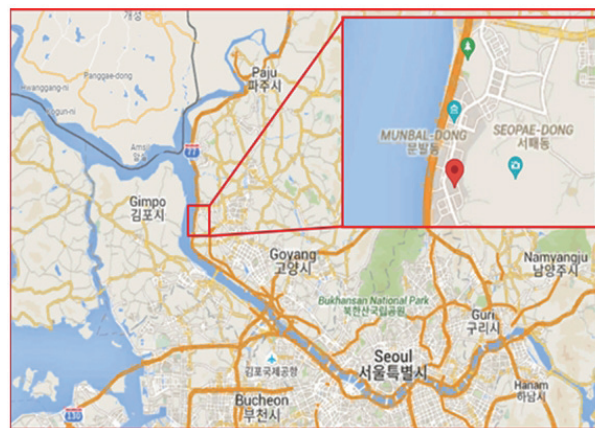 개성
Panggae-dong
Hwanggang-ni
Paju
파주시
77
Gimpo
김포시
MUNBAL-DONG
문발동
SEOPAE-DONG
서패동
Goyang
고양시
Namyangju
남양주시
Bukhansan National Park
북한산국립공원
Guri
구리시
Seoul
서울특별시
김포국제공항
Hanam
하남시
Bucheon
부천시
130